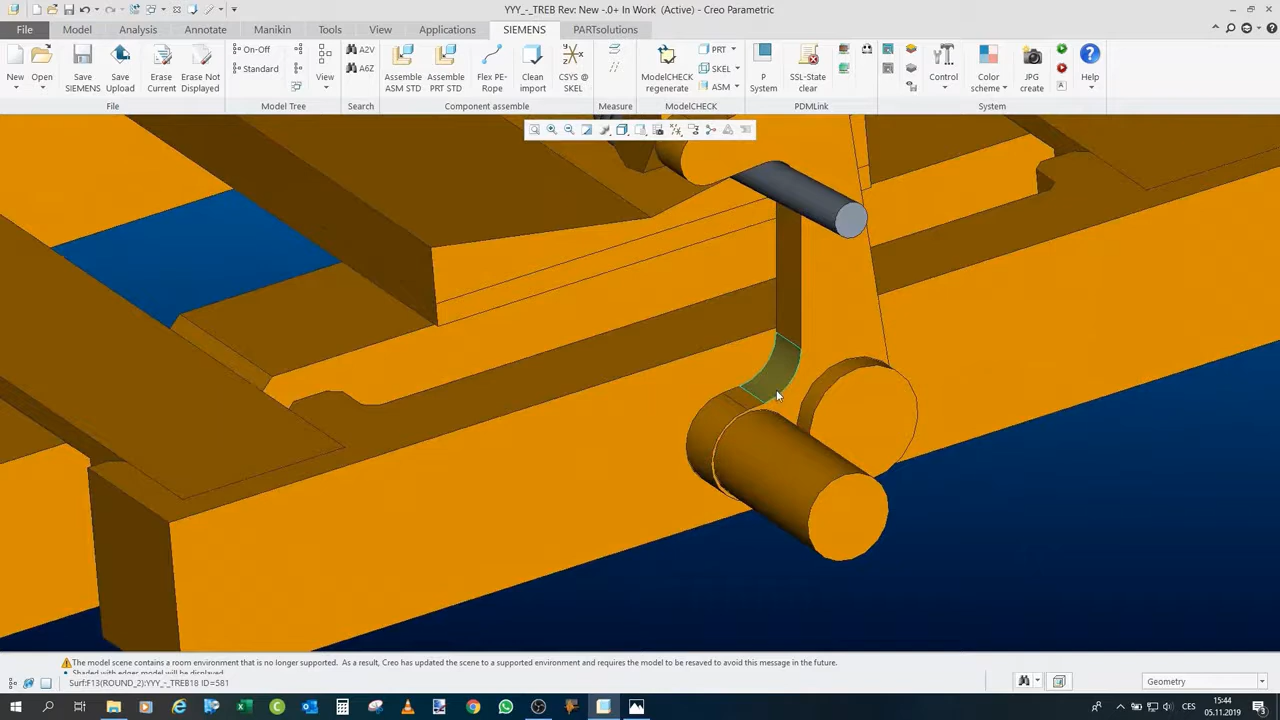 YYY_-_TREB Rev: New -.0+ In Work (Active) - Creo Parametric
File Model Analysis Annotate Manikin Tools View Applications SIEMENS PARTsolutions
New Open Save SIEMENS Save Upload Erase Current Erase Not Displayed
On-Off
Standard
View
A2V
A6Z
Assemble ASM STD Assemble PRT STD Flex PE-Rope Clean import CSYS @ SKEL
ModelCHECK regenerate
PRT
SKEL
ASM
P System SSL-State clear
Control Color scheme JPG create Help
File Model Tree Search Component assemble Measure ModelCHECK PDMLink System
The model scene contains a room environment that is no longer supported. As a result, Creo has updated the scene to a supported environment and requires the model to be resaved to avoid this message in the future.
Shaded with edges model will be displayed.
Surf:F13(ROUND_2):YYY_-_TREB18 ID=581
Geometry
CES
15:44
05.11.2019